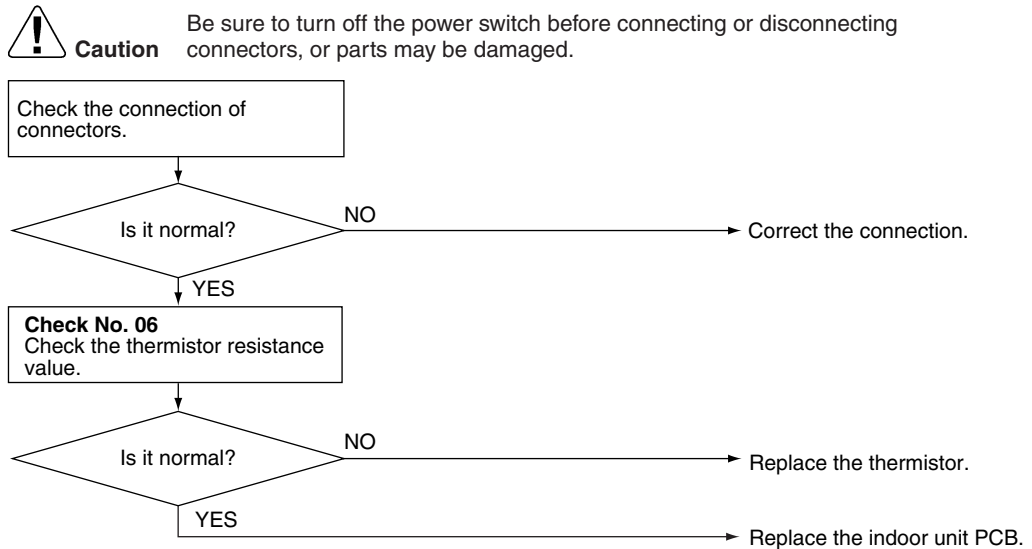 Be sure to turn off the power switch before connecting or disconnecting
Caution connectors, or parts may be damaged.
Check the connection of
connectors.
Is it normal?
NO
Correct the connection.
YES
Check No. 06
Check the thermistor resistance
value.
Is it normal?
NO
Replace the thermistor.
YES
Replace the indoor unit PCB.